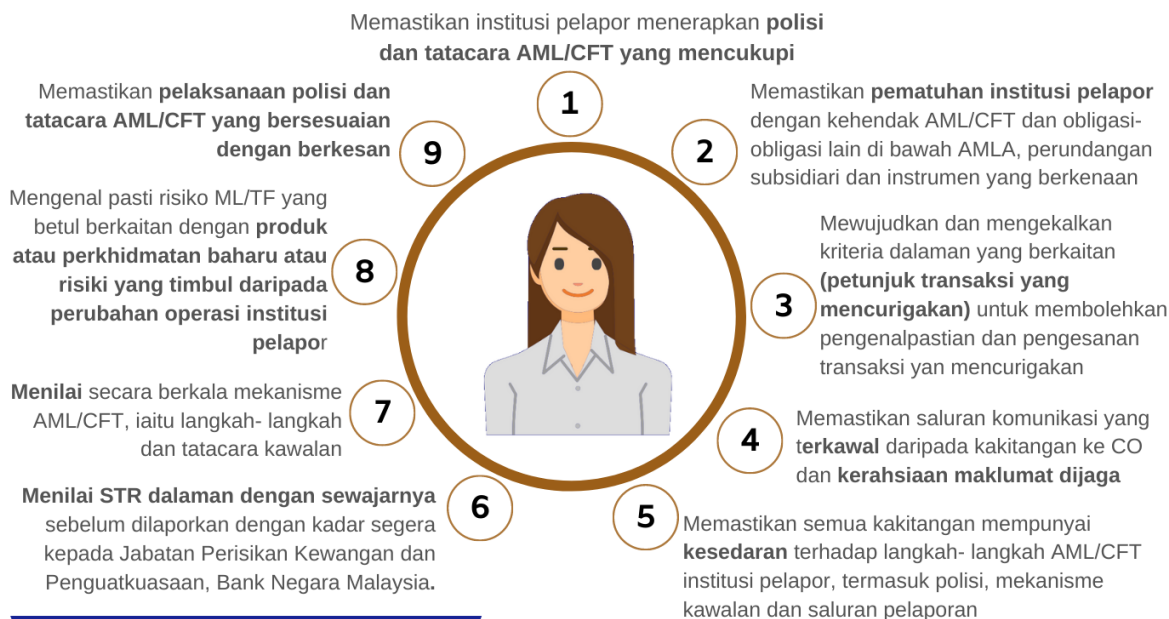 Memastikan institusi pelapor menerapkan polisi
dan tatacara AML/CFT yang mencukupi
1
Memastikan pematuhan institusi pelapor
dengan kehendak AML/CFT dan obligasi-
obligasi lain di bawah AMLA, perundangan
subsidiari dan instrumen yang berkenaan
2
Mewujudkan dan mengekalkan
kriteria dalaman yang berkaitan
(petunjuk transaksi yang
mencurigakan) untuk membolehkan
pengenalpastian dan pengesanan
transaksi yan mencurigakan
3
Memastikan saluran komunikasi yang
terkawal daripada kakitangan ke CO
dan kerahsiaan maklumat dijaga
4
Memastikan semua kakitangan mempunyai
kesedaran terhadap langkah- langkah AML/CFT
institusi pelapor, termasuk polisi, mekanisme
kawalan dan saluran pelaporan
5
Menilai STR dalaman dengan sewajarnya
sebelum dilaporkan dengan kadar segera
kepada Jabatan Perisikan Kewangan dan
Penguatkuasaan, Bank Negara Malaysia.
6
Menilai secara berkala mekanisme
AML/CFT, iaitu langkah- langkah
dan tatacara kawalan
7
Mengenal pasti risiko ML/TF yang
betul berkaitan dengan produk
atau perkhidmatan baharu atau
risiki yang timbul daripada
perubahan operasi institusi
pelapor
8
Memastikan pelaksanaan polisi dan
tatacara AML/CFT yang bersesuaian
dengan berkesan
9